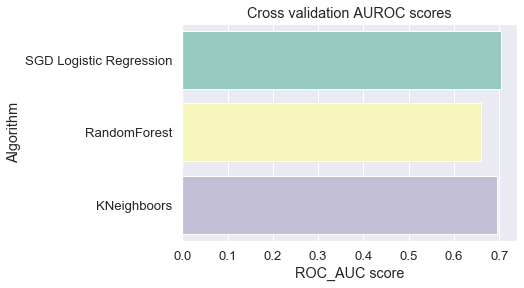 Cross validation AUROC scores
SGD Logistic Regression
RandomForest
KNeighboors
Algorithm
0.0 0.1 0.2 0.3 0.4 0.5 0.6 0.7
ROC_AUC score